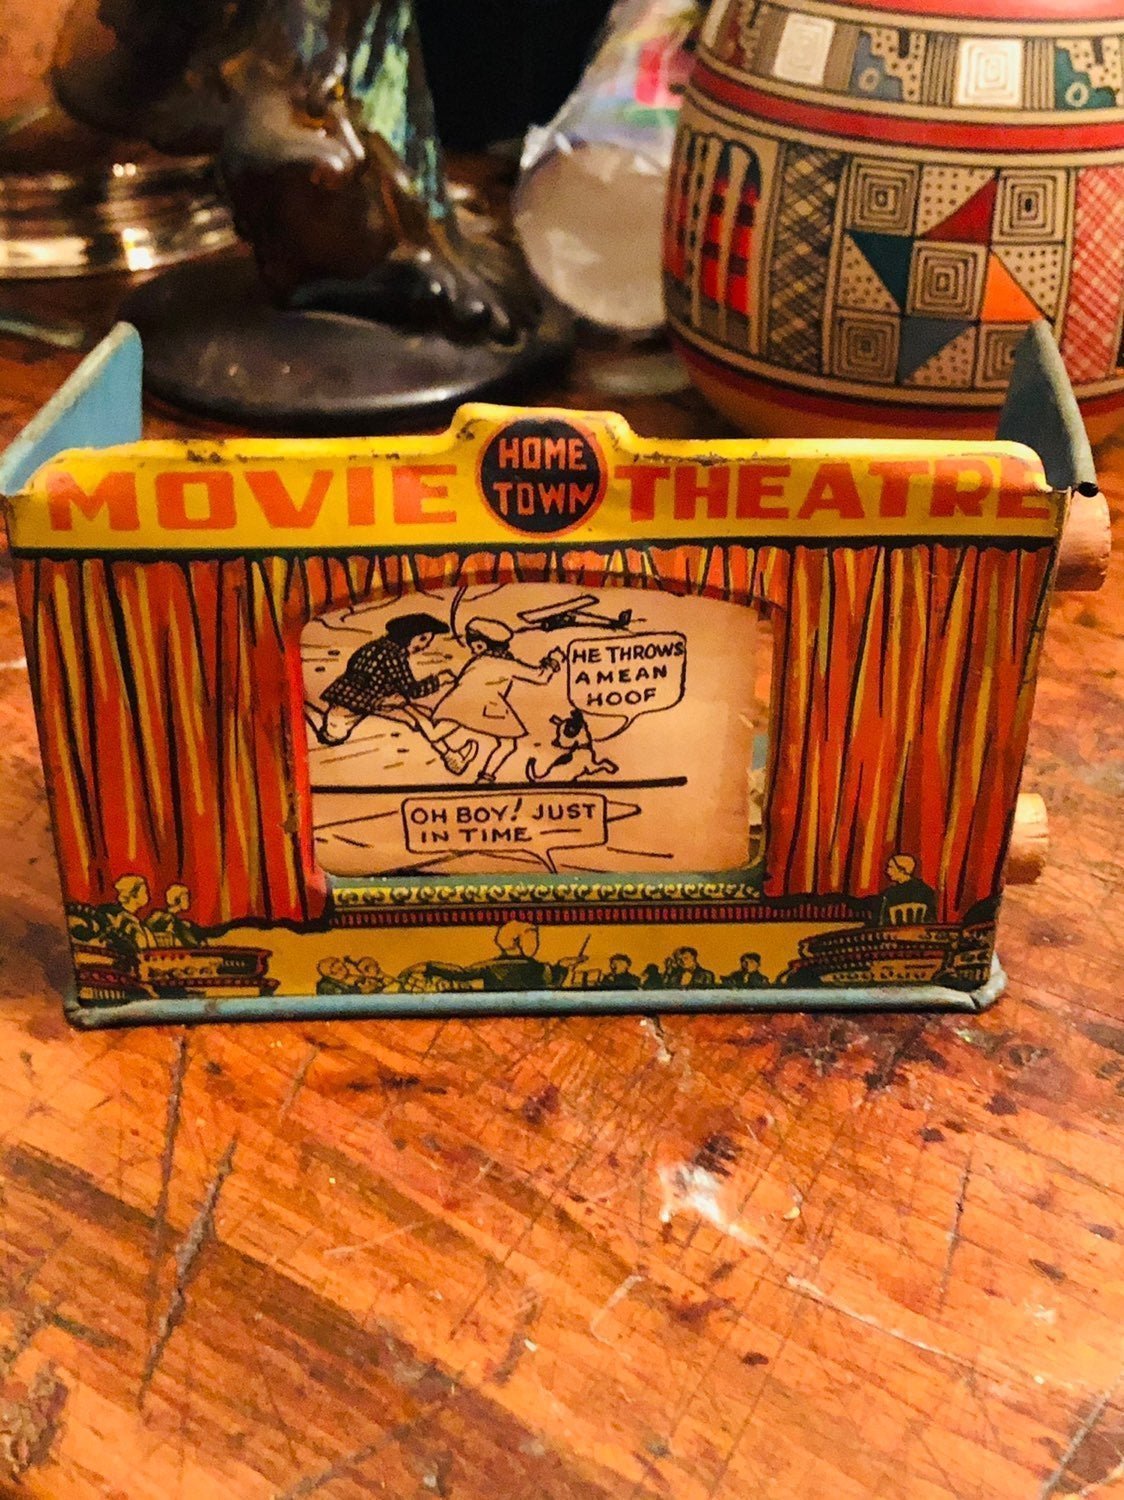 MOVIE HOME TOWN THEATRE
HE THROWS
A MEAN
HOOF
OH BOY! JUST
IN TIME —